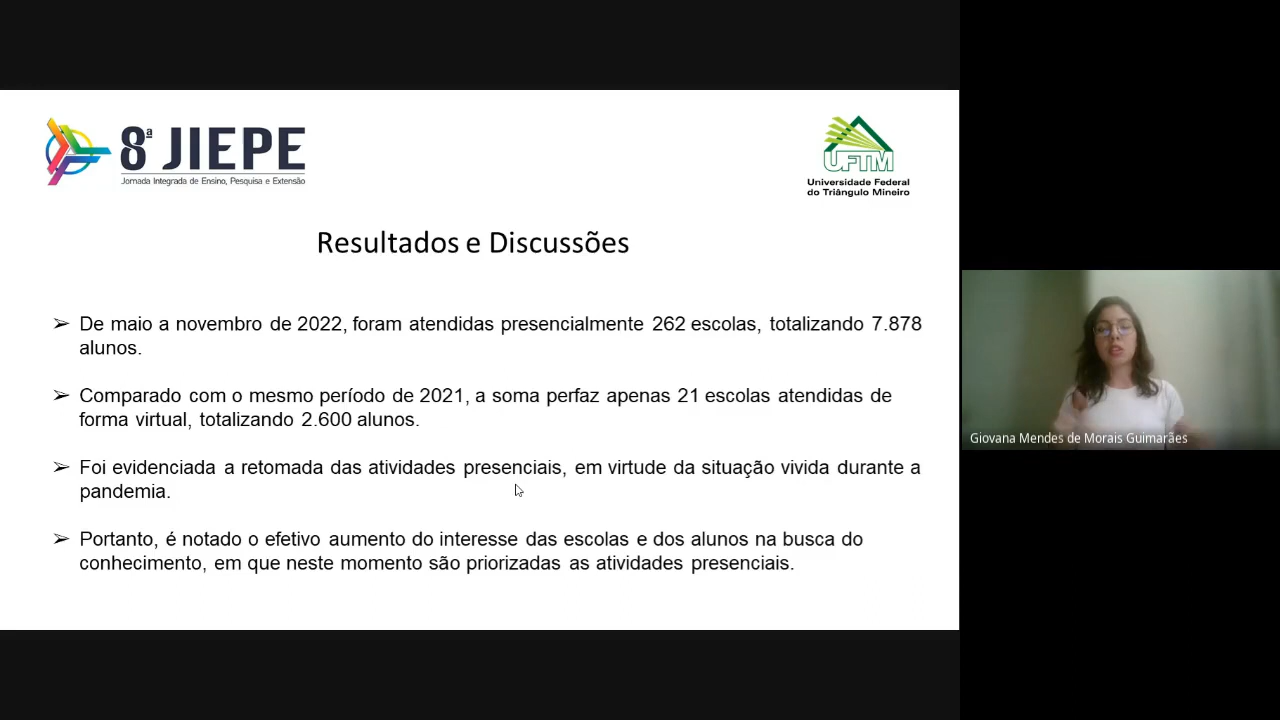 8ª JIEPE
Jornada Integrada de Ensino, Pesquisa e Extensão
UFTM
Universidade Federal
do Triângulo Mineiro
Resultados e Discussões
➢ De maio a novembro de 2022, foram atendidas presencialmente 262 escolas, totalizando 7.878
alunos.
➢ Comparado com o mesmo período de 2021, a soma perfaz apenas 21 escolas atendidas de
forma virtual, totalizando 2.600 alunos.
➢ Foi evidenciada a retomada das atividades presenciais, em virtude da situação vivida durante a
pandemia.
➢ Portanto, é notado o efetivo aumento do interesse das escolas e dos alunos na busca do
conhecimento, em que neste momento são priorizadas as atividades presenciais.
Giovana Mendes de Morais Guimarães